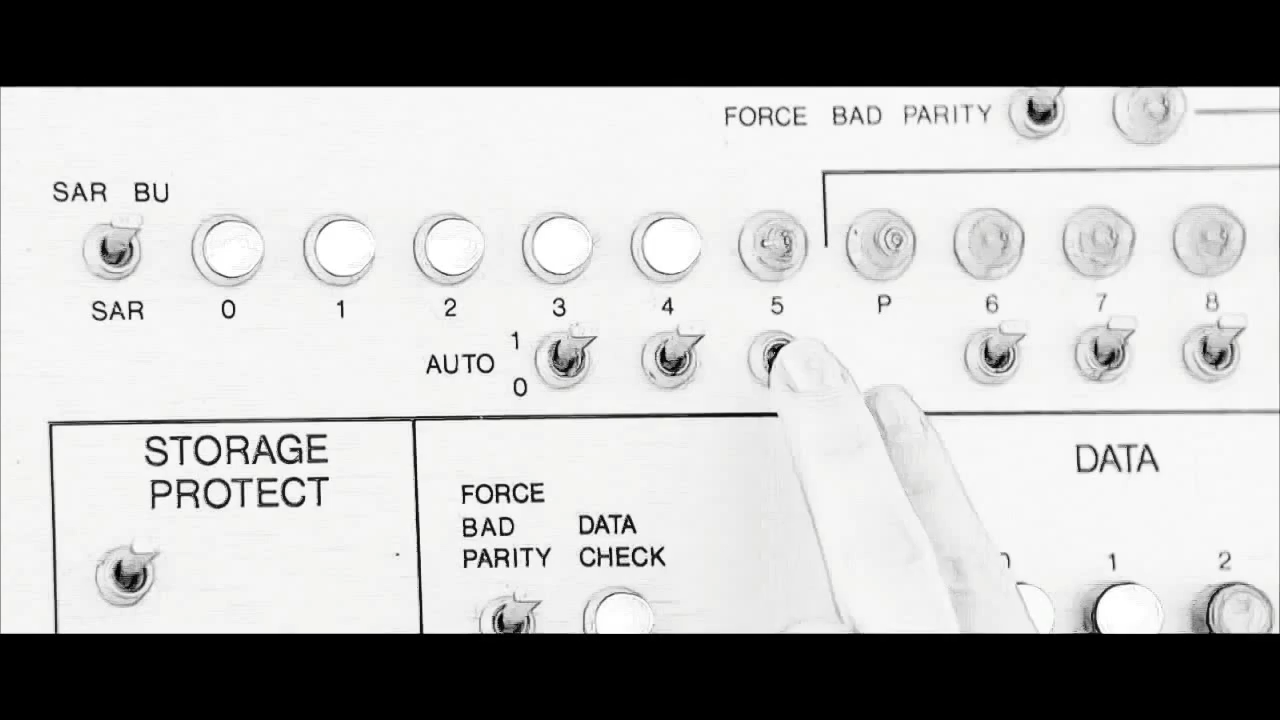 FORCE BAD PARITY
SAR BU
SAR 0 1 2 3 4 5 P 6 7 8
1
AUTO
0
STORAGE
PROTECT
DATA
FORCE
BAD DATA
PARITY CHECK
1 2